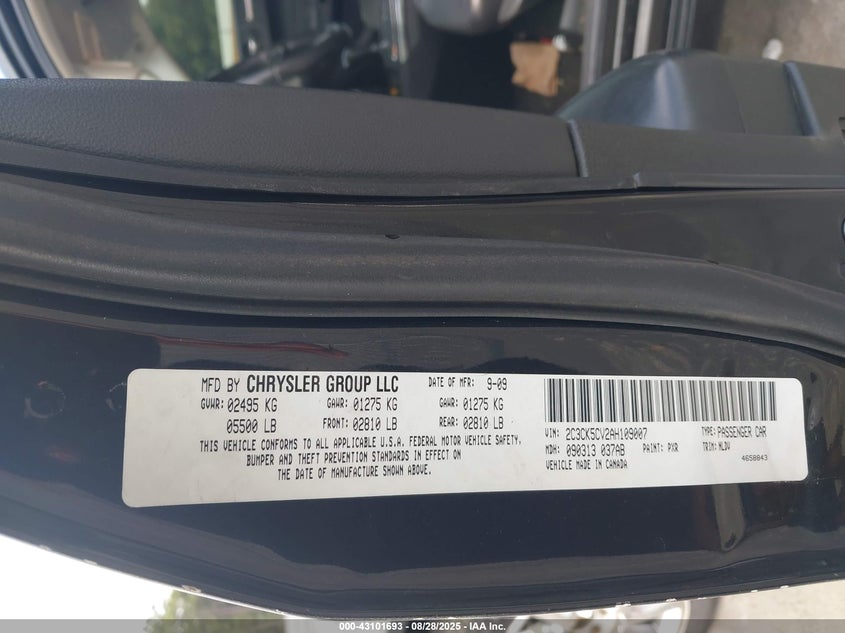 MFD BY CHRYSLER GROUP LLC DATE OF MFR: 9-09
GVWR: 02495 KG GAWR: 01275 KG GAWR: 01275 KG
05500 LB FRONT: 02810 LB REAR: 02810 LB
THIS VEHICLE CONFORMS TO ALL APPLICABLE U.S.A. FEDERAL MOTOR VEHICLE SAFETY,
BUMPER AND THEFT PREVENTION STANDARDS IN EFFECT ON
THE DATE OF MANUFACTURE SHOWN ABOVE.
VIN: 2C3CK5CV2AH109007 TYPE: PASSENGER CAR
MDH: 090313 037AB PAINT: PXR TRIM: NLDV
VEHICLE MADE IN CANADA 4658843
000-43101693 - 08/28/2025 - IAA Inc.